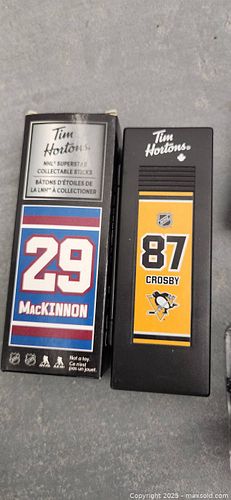 Tim
Hortons®
NHL® SUPERSTAR
COLLECTABLE STICKS
BÂTONS D'ÉTOILES DE
LA LNHᴹᶜ À COLLECTIONNER
29
MACKINNON
Not a toy.
Ce n'est
pas un jouet.
Tim
Hortons®
87
CROSBY
Copyright © 2025 - maxsold.com